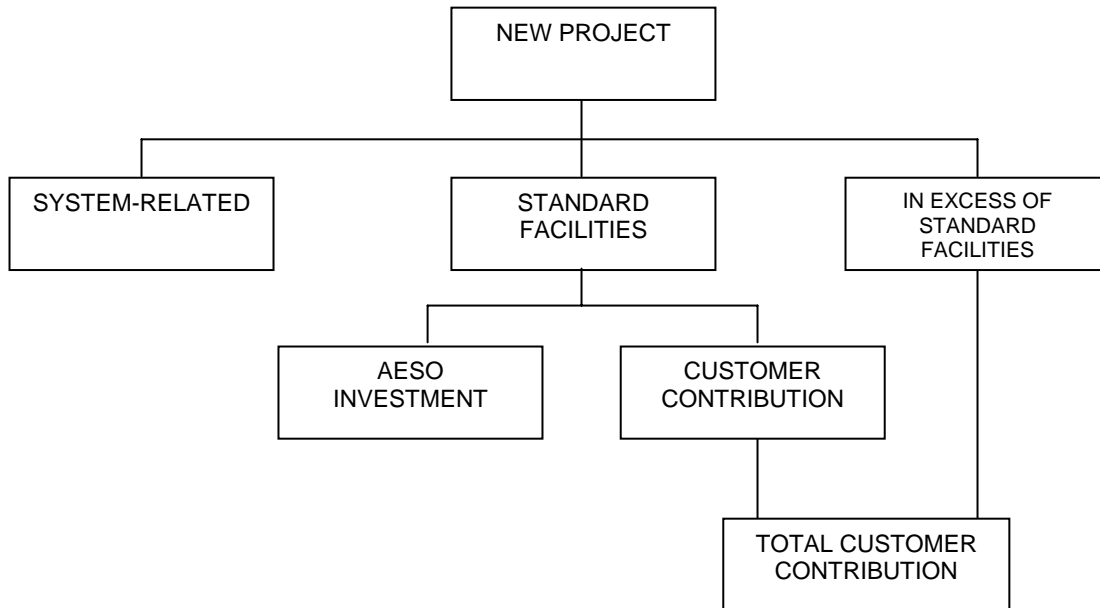 NEW PROJECT
SYSTEM-RELATED
STANDARD
FACILITIES
IN EXCESS OF
STANDARD
FACILITIES
AESO
INVESTMENT
CUSTOMER
CONTRIBUTION
TOTAL CUSTOMER
CONTRIBUTION